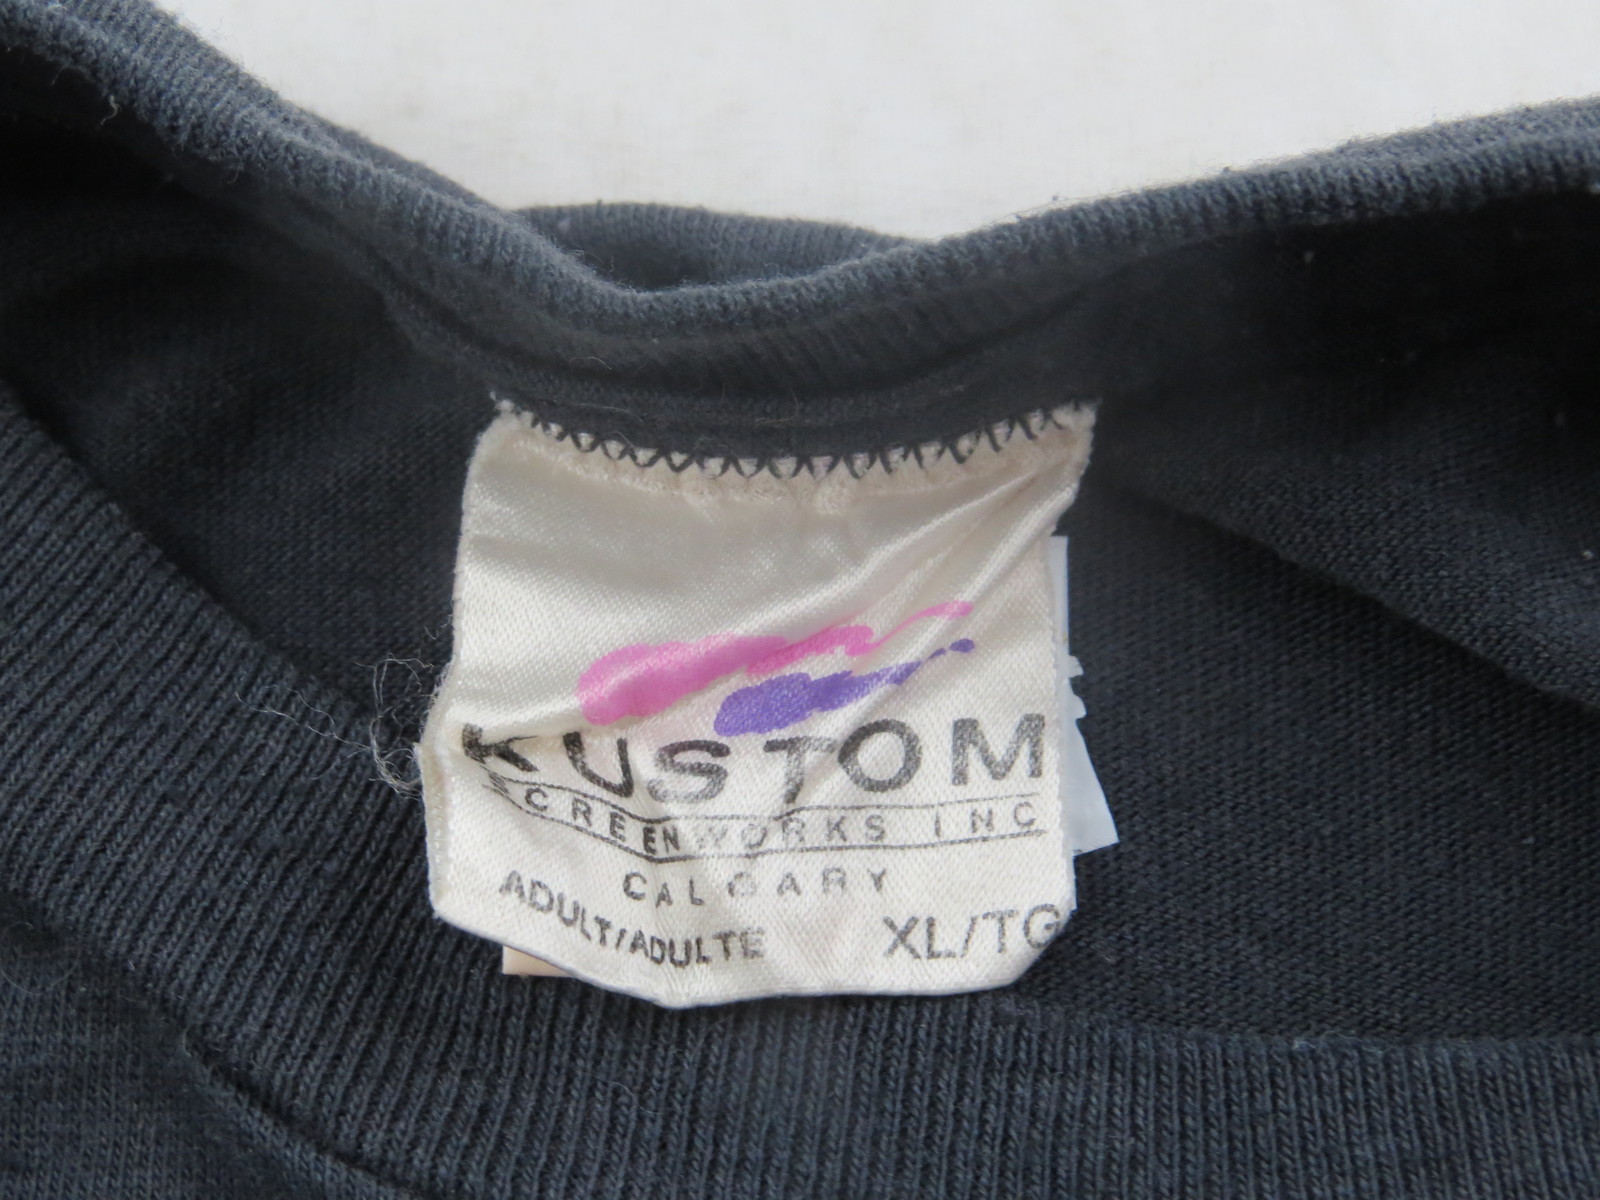 KUSTOM
SCREENWORKS INC
CALGARY
ADULT/ADULTE XL/TG